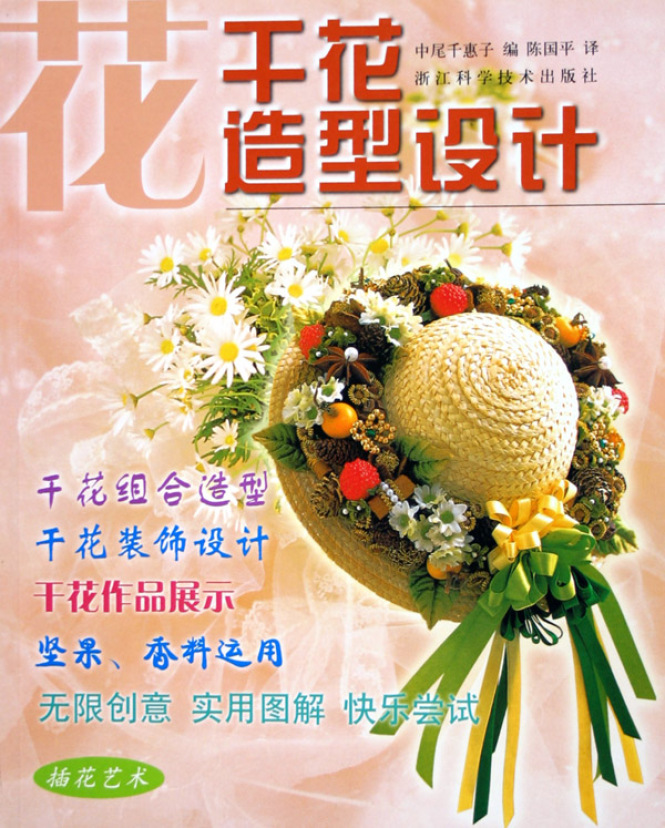 花
干花
造型设计
中尾千惠子 编 陈国平 译
浙江科学技术出版社
干花组合造型
干花装饰设计
干花作品展示
坚果、香料运用
无限创意 实用图解 快乐尝试
插花艺术